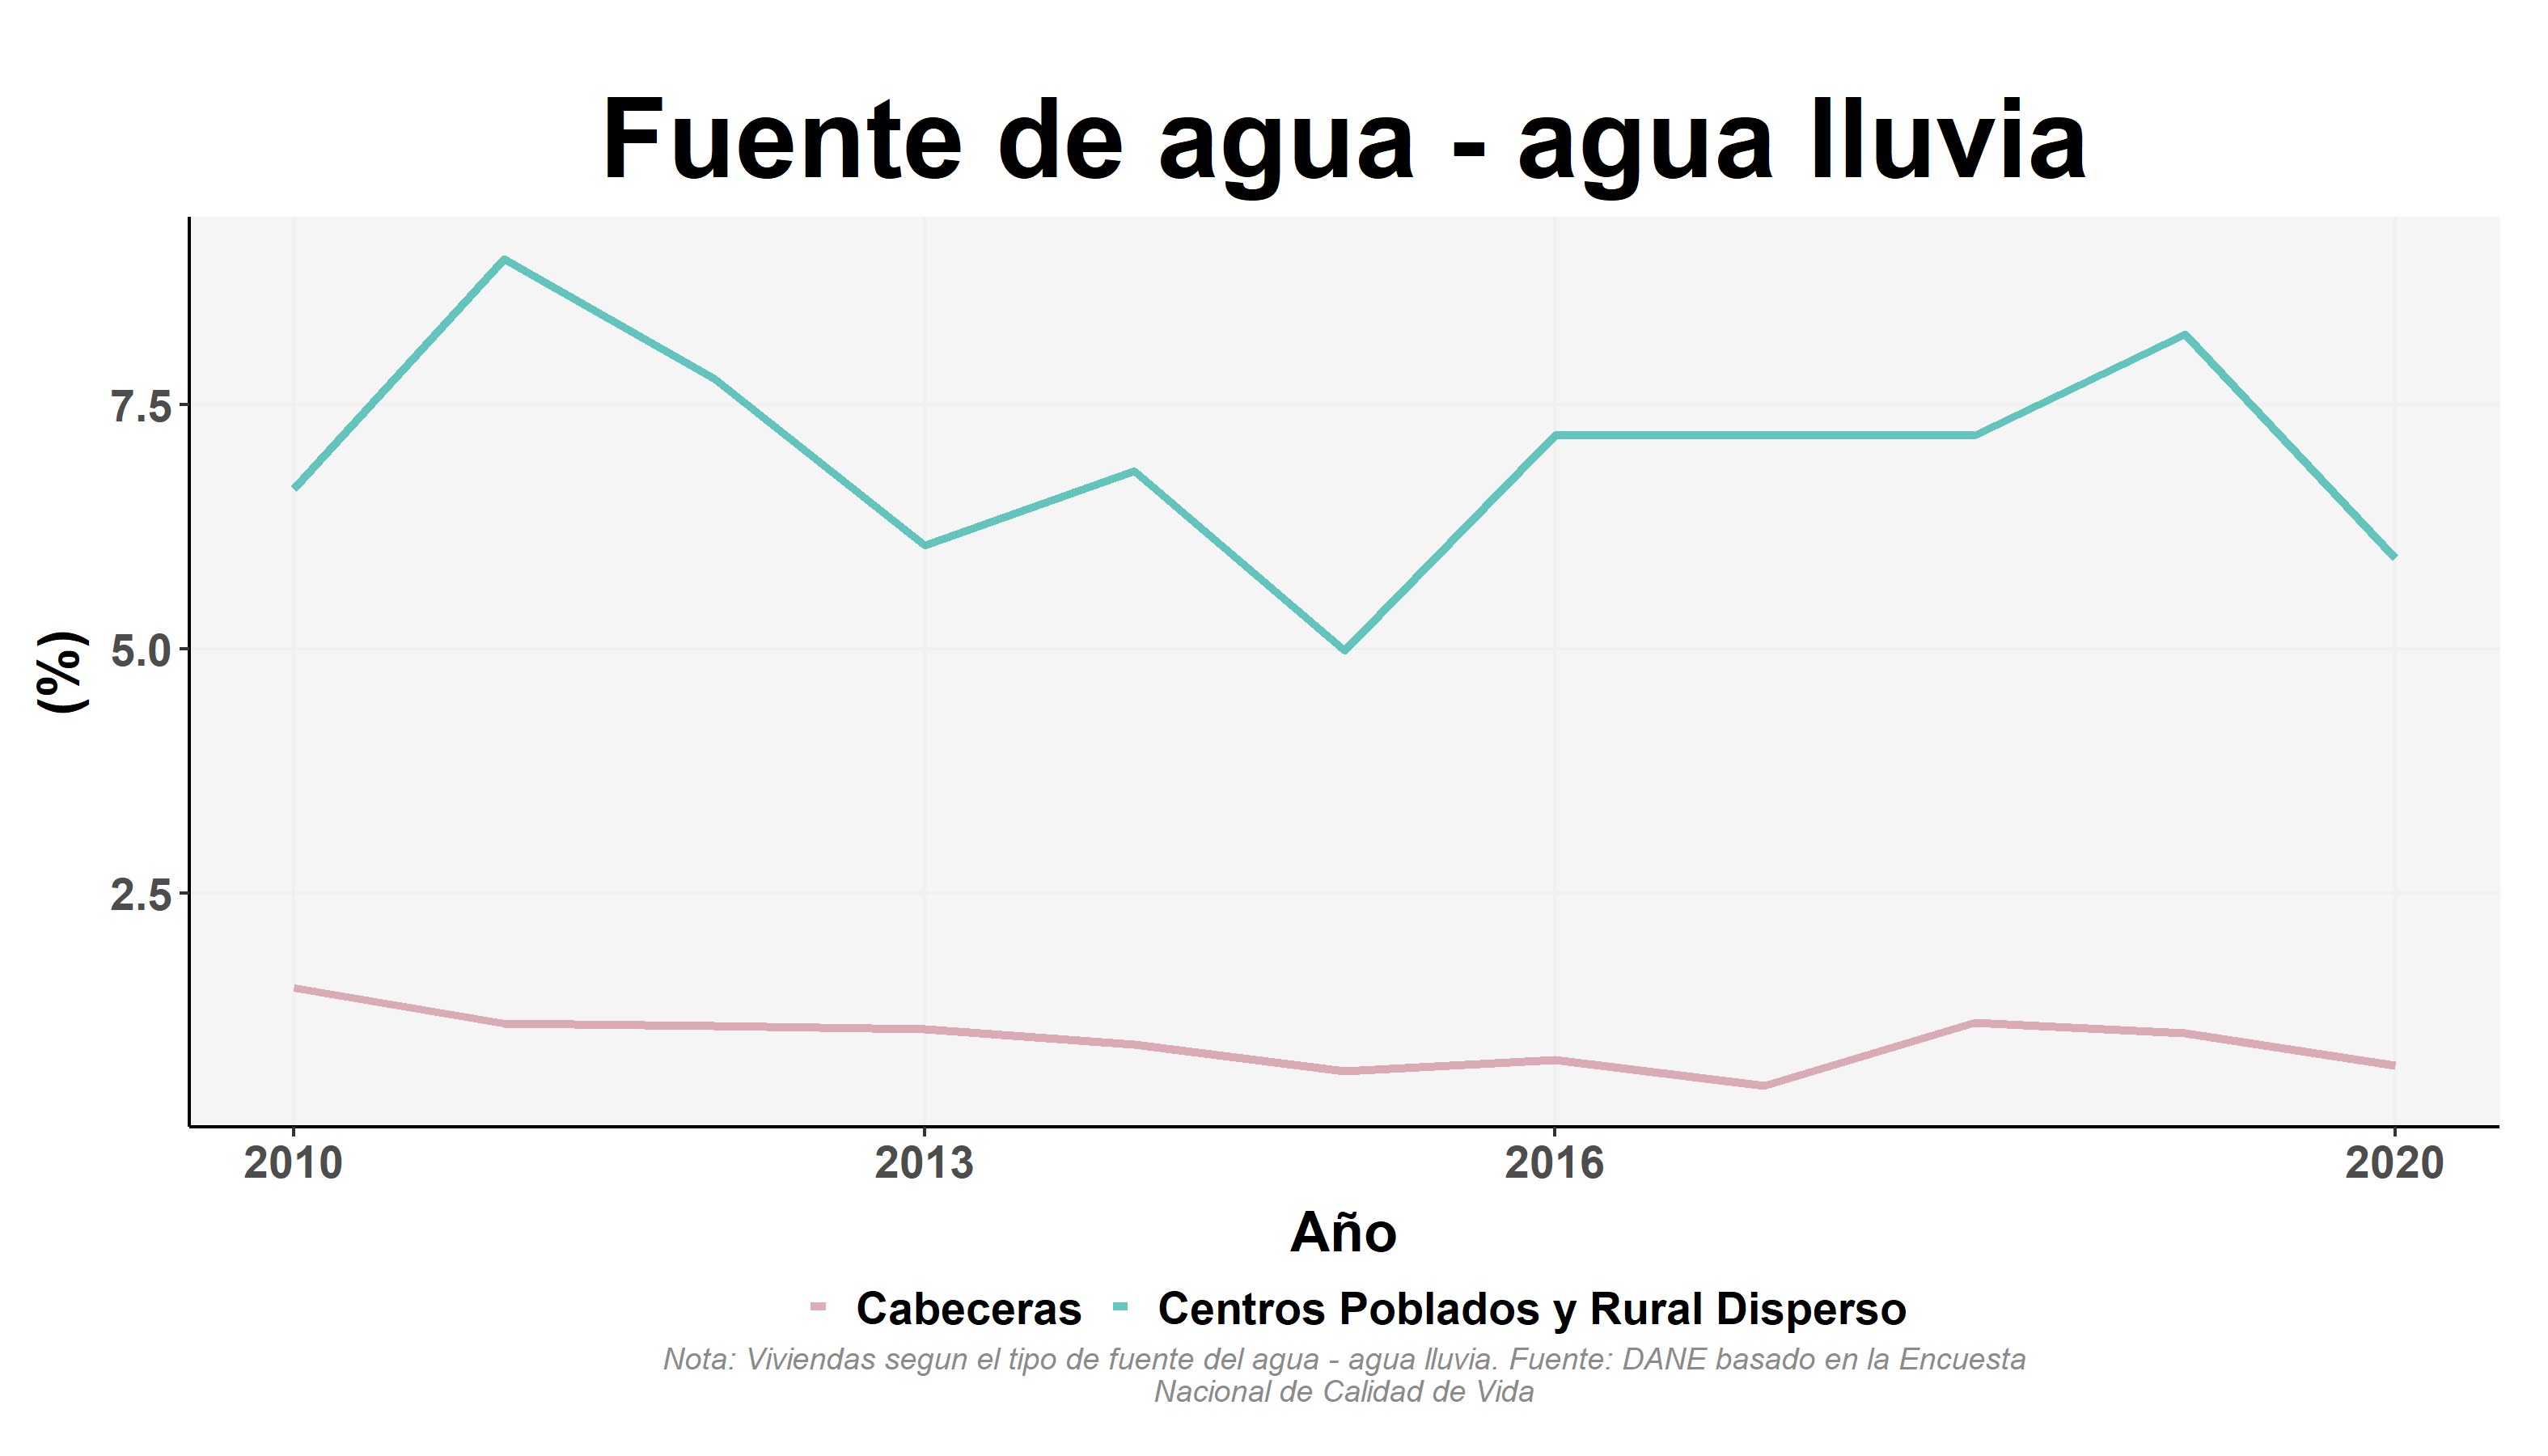 Fuente de agua - agua lluvia
(%)
7.5
5.0
2.5
2010 2013 2016 2020
Año
Cabeceras Centros Poblados y Rural Disperso
Nota: Viviendas segun el tipo de fuente del agua - agua lluvia. Fuente: DANE basado en la Encuesta
Nacional de Calidad de Vida